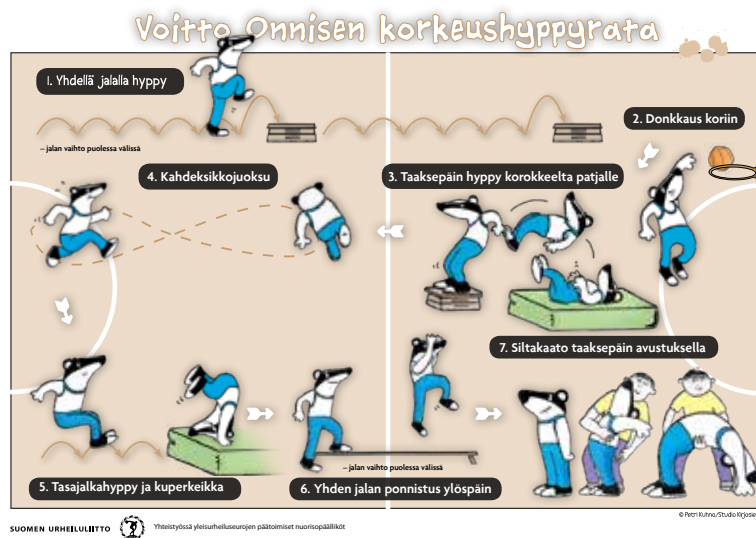 Voitto Onnisen korkeushyppyrata
1. Yhdellä jalalla hyppy
– jalan vaihto puolessa välissä
2. Donkkaus koriin
3. Taaksepäin hyppy korokkeelta patjalle
4. Kahdeksikkojuoksu
5. Tasajalkahyppy ja kuperkeikka
6. Yhden jalan ponnistus ylöspäin
– jalan vaihto puolessa välissä
7. Siltakaato taaksepäin avustuksella
© Petri Kuhno/Studio Kirjosiep
SUOMEN URHEILULIITTO
Yhteistyössä yleisurheiluseurojen päätoimiset nuorisopäälliköt